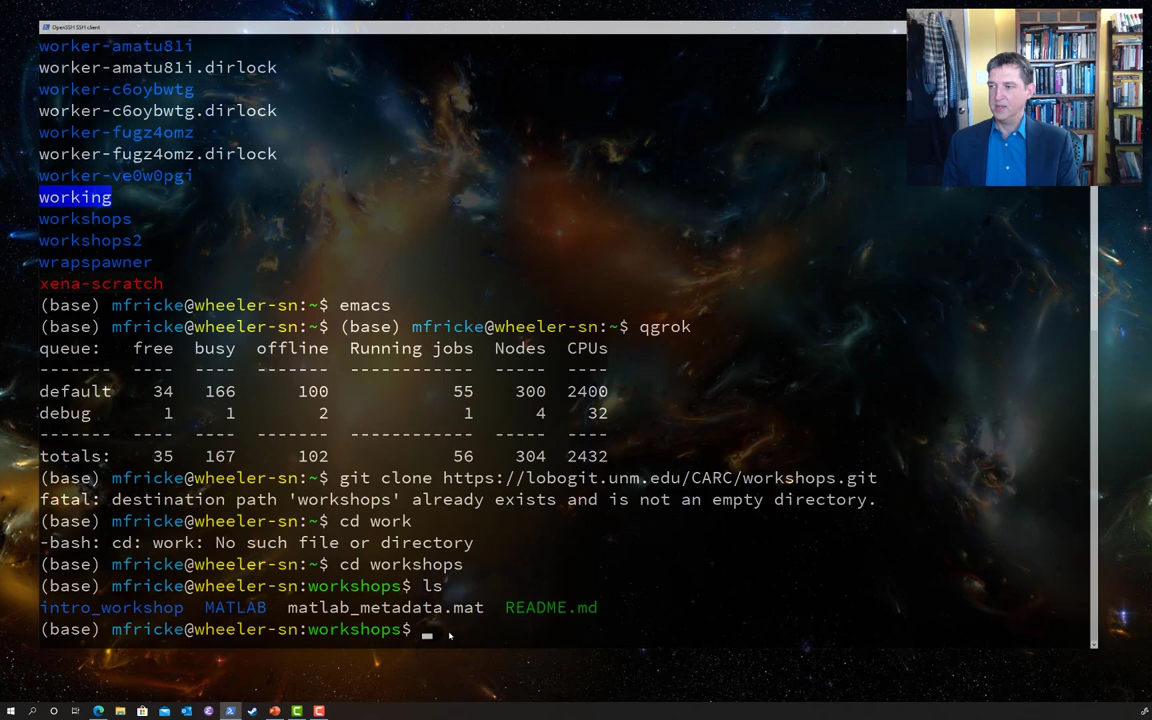 OpenSSH SSH client
worker-amatu81i
worker-amatu81i.dirlock
worker-c6oybwtg
worker-c6oybwtg.dirlock
worker-fugz4omz
worker-fugz4omz.dirlock
worker-ve0w0pgi
working
workshops
workshops2
wrapspawner
xena-scratch
(base) mfricke@wheeler-sn:~$ emacs
(base) mfricke@wheeler-sn:~$ (base) mfricke@wheeler-sn:~$ qgrok
queue: free busy offline Running jobs Nodes CPUs
------- ---- ---- ------- ------------ ----- ----
default 34 166 100 55 300 2400
debug 1 1 2 1 4 32
------- ---- ---- ------- ------------ ----- ----
totals: 35 167 102 56 304 2432
(base) mfricke@wheeler-sn:~$ git clone https://lobogit.unm.edu/CARC/workshops.git
fatal: destination path 'workshops' already exists and is not an empty directory.
(base) mfricke@wheeler-sn:~$ cd work
-bash: cd: work: No such file or directory
(base) mfricke@wheeler-sn:~$ cd workshops
(base) mfricke@wheeler-sn:workshops$ ls
intro_workshop MATLAB matlab_metadata.mat README.md
(base) mfricke@wheeler-sn:workshops$